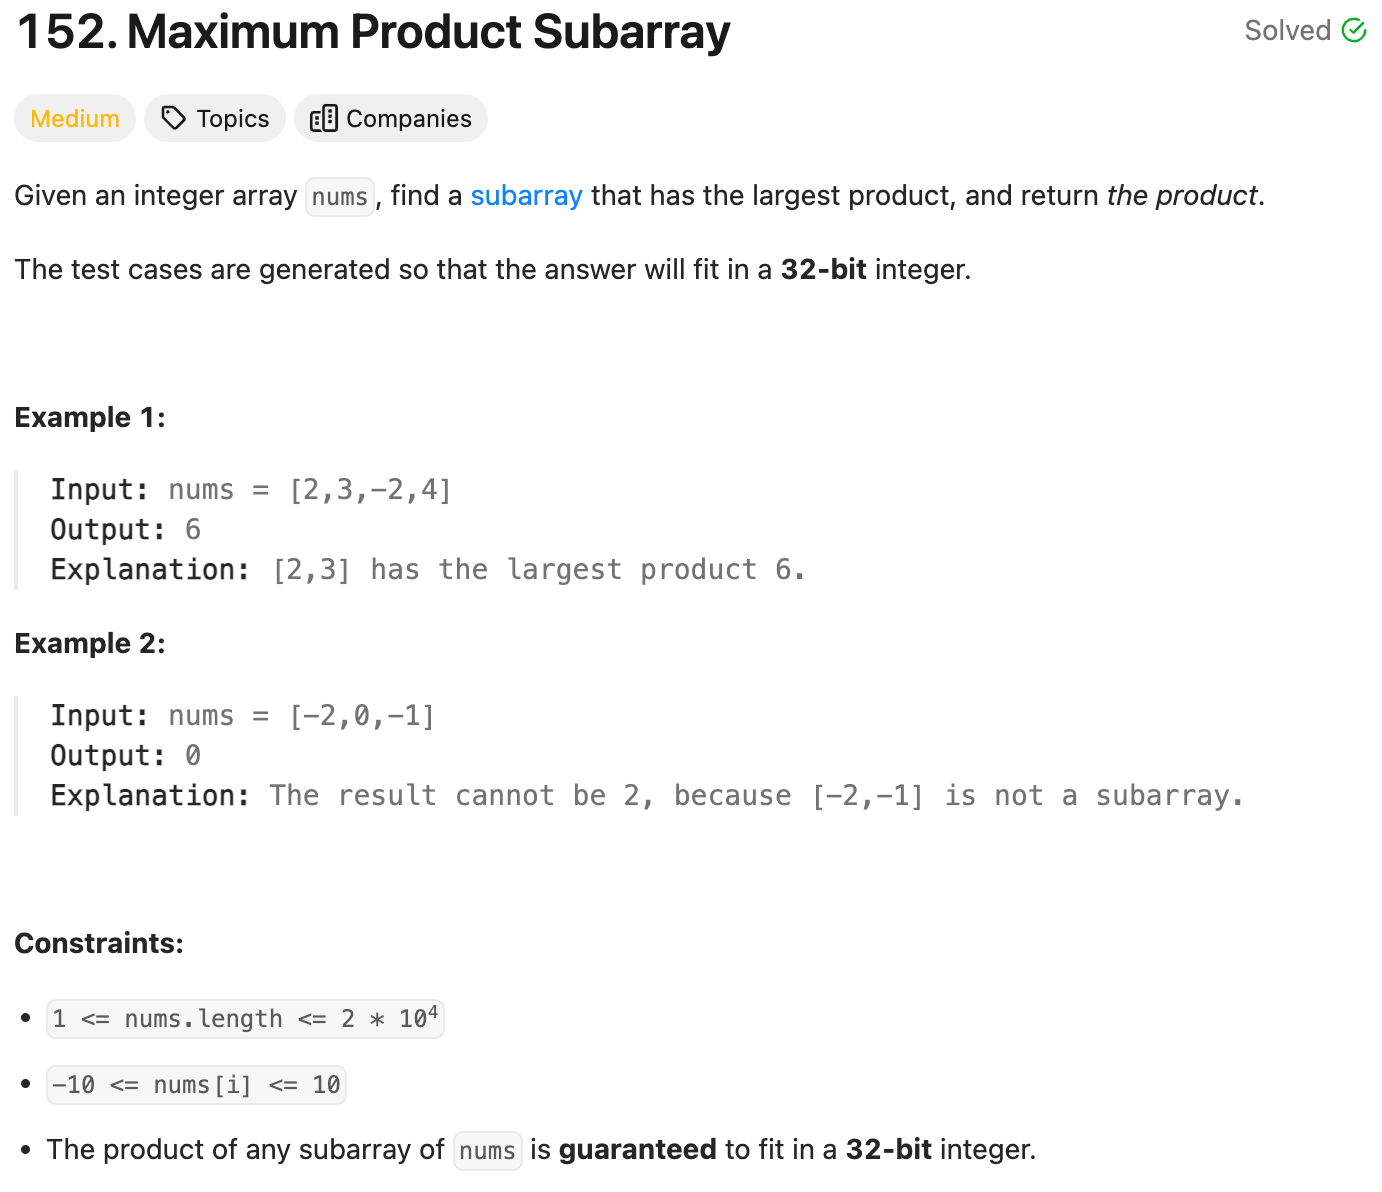 152. Maximum Product Subarray
Solved
Medium
Topics
Companies
Given an integer array nums, find a subarray that has the largest product, and return the product.
The test cases are generated so that the answer will fit in a 32-bit integer.
Example 1:
Input: nums = [2,3,-2,4]
Output: 6
Explanation: [2,3] has the largest product 6.
Example 2:
Input: nums = [-2,0,-1]
Output: 0
Explanation: The result cannot be 2, because [-2,-1] is not a subarray.
Constraints:
• 1 <= nums.length <= 2 * 10⁴
• -10 <= nums[i] <= 10
• The product of any subarray of nums is guaranteed to fit in a 32-bit integer.